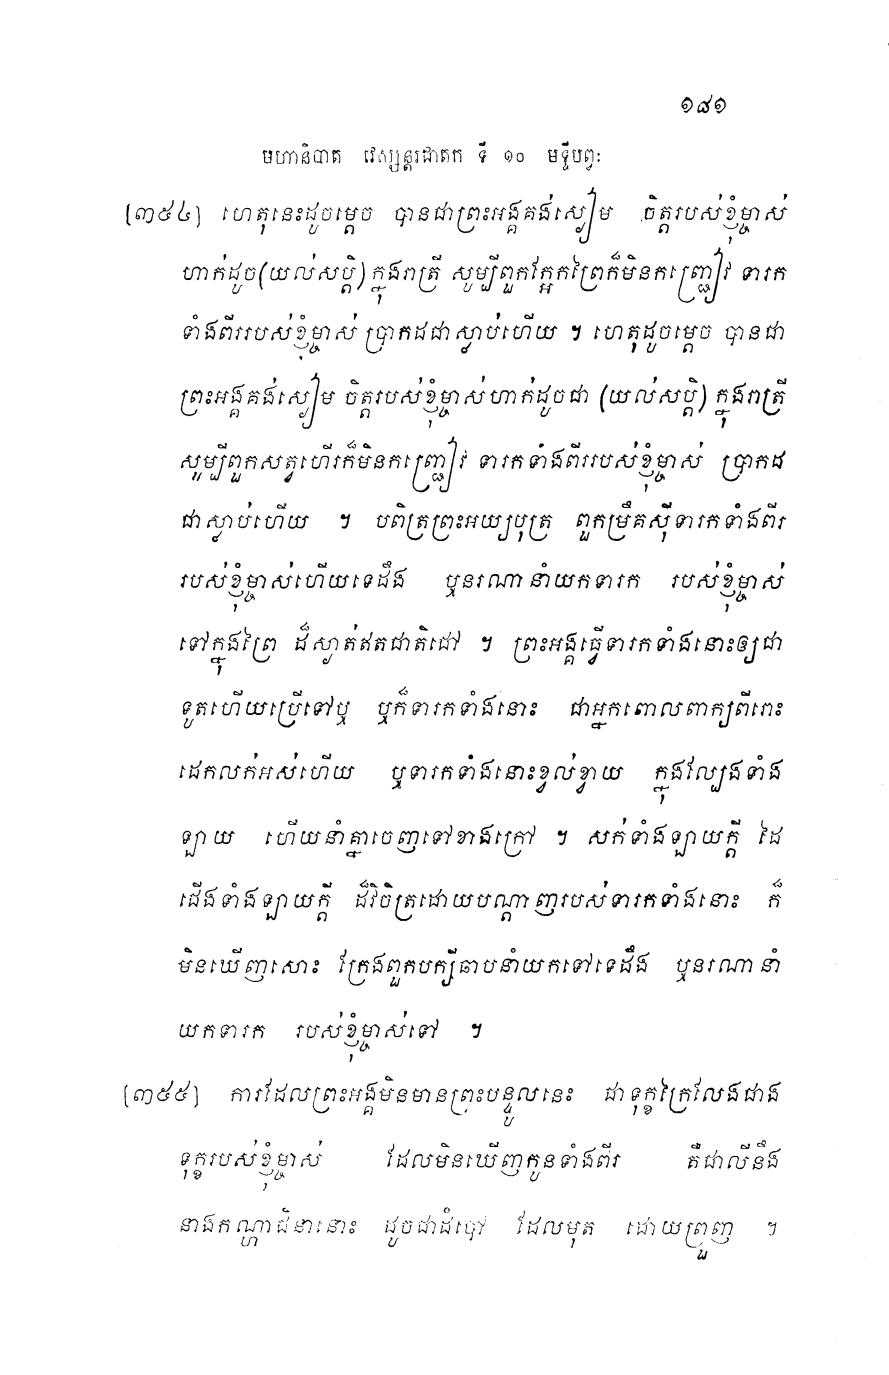 ១៨១
មហានិបាត វេស្សន្តរជាតក ទី ១០ មទ្ទីបព្វៈ
[៣៥៤] ហេតុនេះដូចម្តេច បានជាព្រះអង្គគង់ស្ងៀម ចិត្តរបស់ខ្ញុំម្ចាស់
ហាក់ដូច(យល់សប្តិ)ក្នុងរាត្រី សូម្បីពួកក្អែកព្រៃក៏មិនកញ្ជ្រៀវ ទារក
ទាំងពីររបស់ខ្ញុំម្ចាស់ ប្រាកដជាស្លាប់ហើយ ។ ហេតុដូចម្តេច បានជា
ព្រះអង្គគង់ស្ងៀម ចិត្តរបស់ខ្ញុំម្ចាស់ហាក់ដូចជា (យល់សប្តិ) ក្នុងរាត្រី
សូម្បីពួកសត្វហើរក៏មិនកញ្ជ្រៀវ ទារកទាំងពីររបស់ខ្ញុំម្ចាស់ ប្រាកដ
ជាស្លាប់ហើយ ។ បពិត្រព្រះអយ្យបុត្រ ពួកម្រឹគស៊ីទារកទាំងពីរ
របស់ខ្ញុំម្ចាស់ហើយទេដឹង ឬនរណានាំយកទារក របស់ខ្ញុំម្ចាស់
ទៅក្នុងព្រៃ ដ៏ស្ងាត់ឥតជាតិជៅ ។ ព្រះអង្គធ្វើទារកទាំងនោះឲ្យជា
ទូតហើយប្រើទៅឬ ឬក៏ទារកទាំងនោះ ជាអ្នកពោលពាក្យពីរោះ
ដេកលក់អស់ហើយ ឬទារកទាំងនោះខ្វល់ខ្វាយ ក្នុងល្បែងទាំង
ឡាយ ហើយនាំគ្នាចេញទៅខាងក្រៅ ។ សក់ទាំងឡាយក្តី ដៃ
ជើងទាំងឡាយក្តី ដ៏វិចិត្រដោយបណ្តាញរបស់ទារកទាំងនោះ ក៏
មិនឃើញសោះ ក្រែងពួកបក្សីឆាបនាំយកទៅទេដឹង ឬនរណានាំ
យកទារក របស់ខ្ញុំម្ចាស់ទៅ ។
[៣៥៥] ការដែលព្រះអង្គមិនមានព្រះបន្ទូលនេះ ជាទុក្ខក្រៃលែងជាង
ទុក្ខរបស់ខ្ញុំម្ចាស់ ដែលមិនឃើញកូនទាំងពីរ គឺជាលីនឹង
នាងកណ្ហាជិនានោះ ដូចជាដំបៅ ដែលមុត ដោយព្រួញ ។